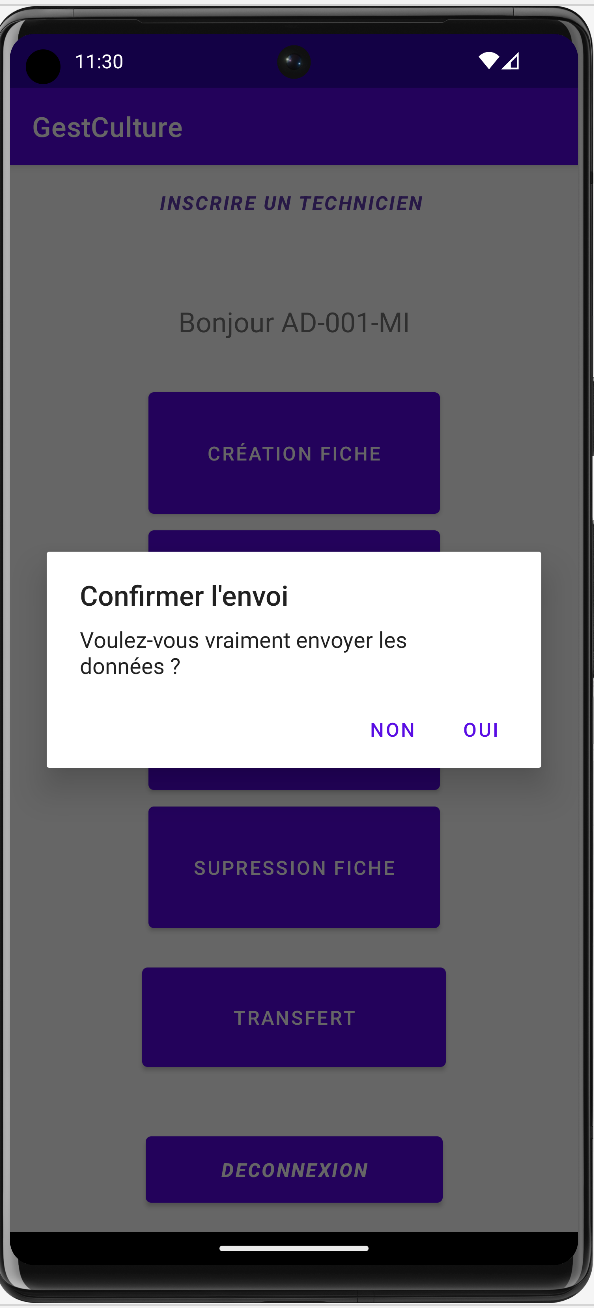 11:30
GestCulture
INSCRIRE UN TECHNICIEN
Bonjour AD-001-MI
CRÉATION FICHE
Confirmer l'envoi
Voulez-vous vraiment envoyer les
données ?
NON OUI
SUPRESSION FICHE
TRANSFERT
DECONNEXION